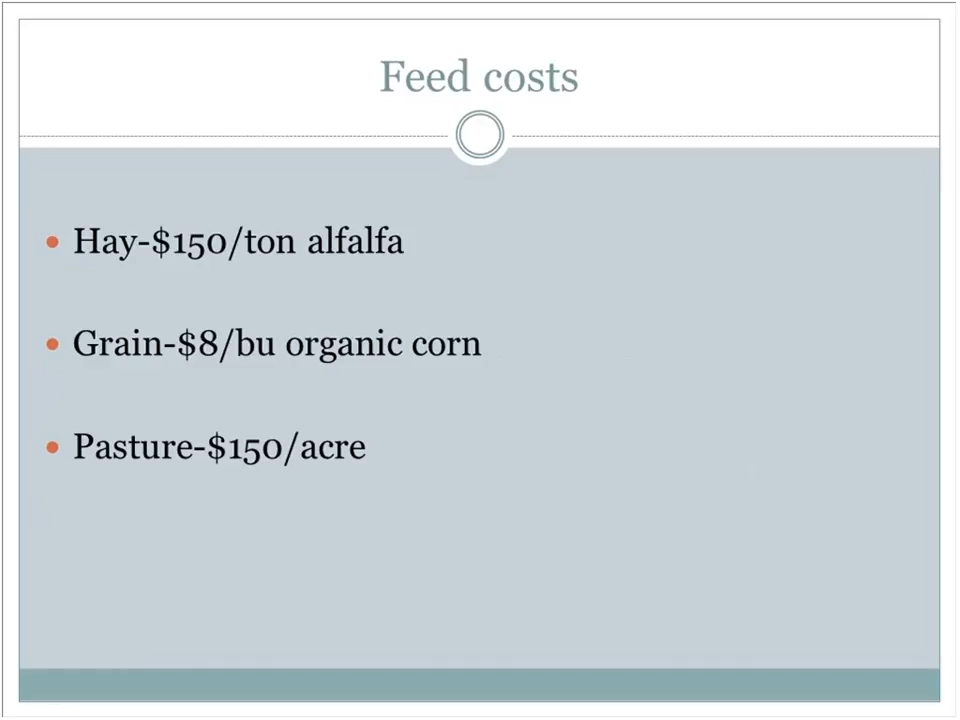 Feed costs
Hay-$150/ton alfalfa
Grain-$8/bu organic corn
Pasture-$150/acre